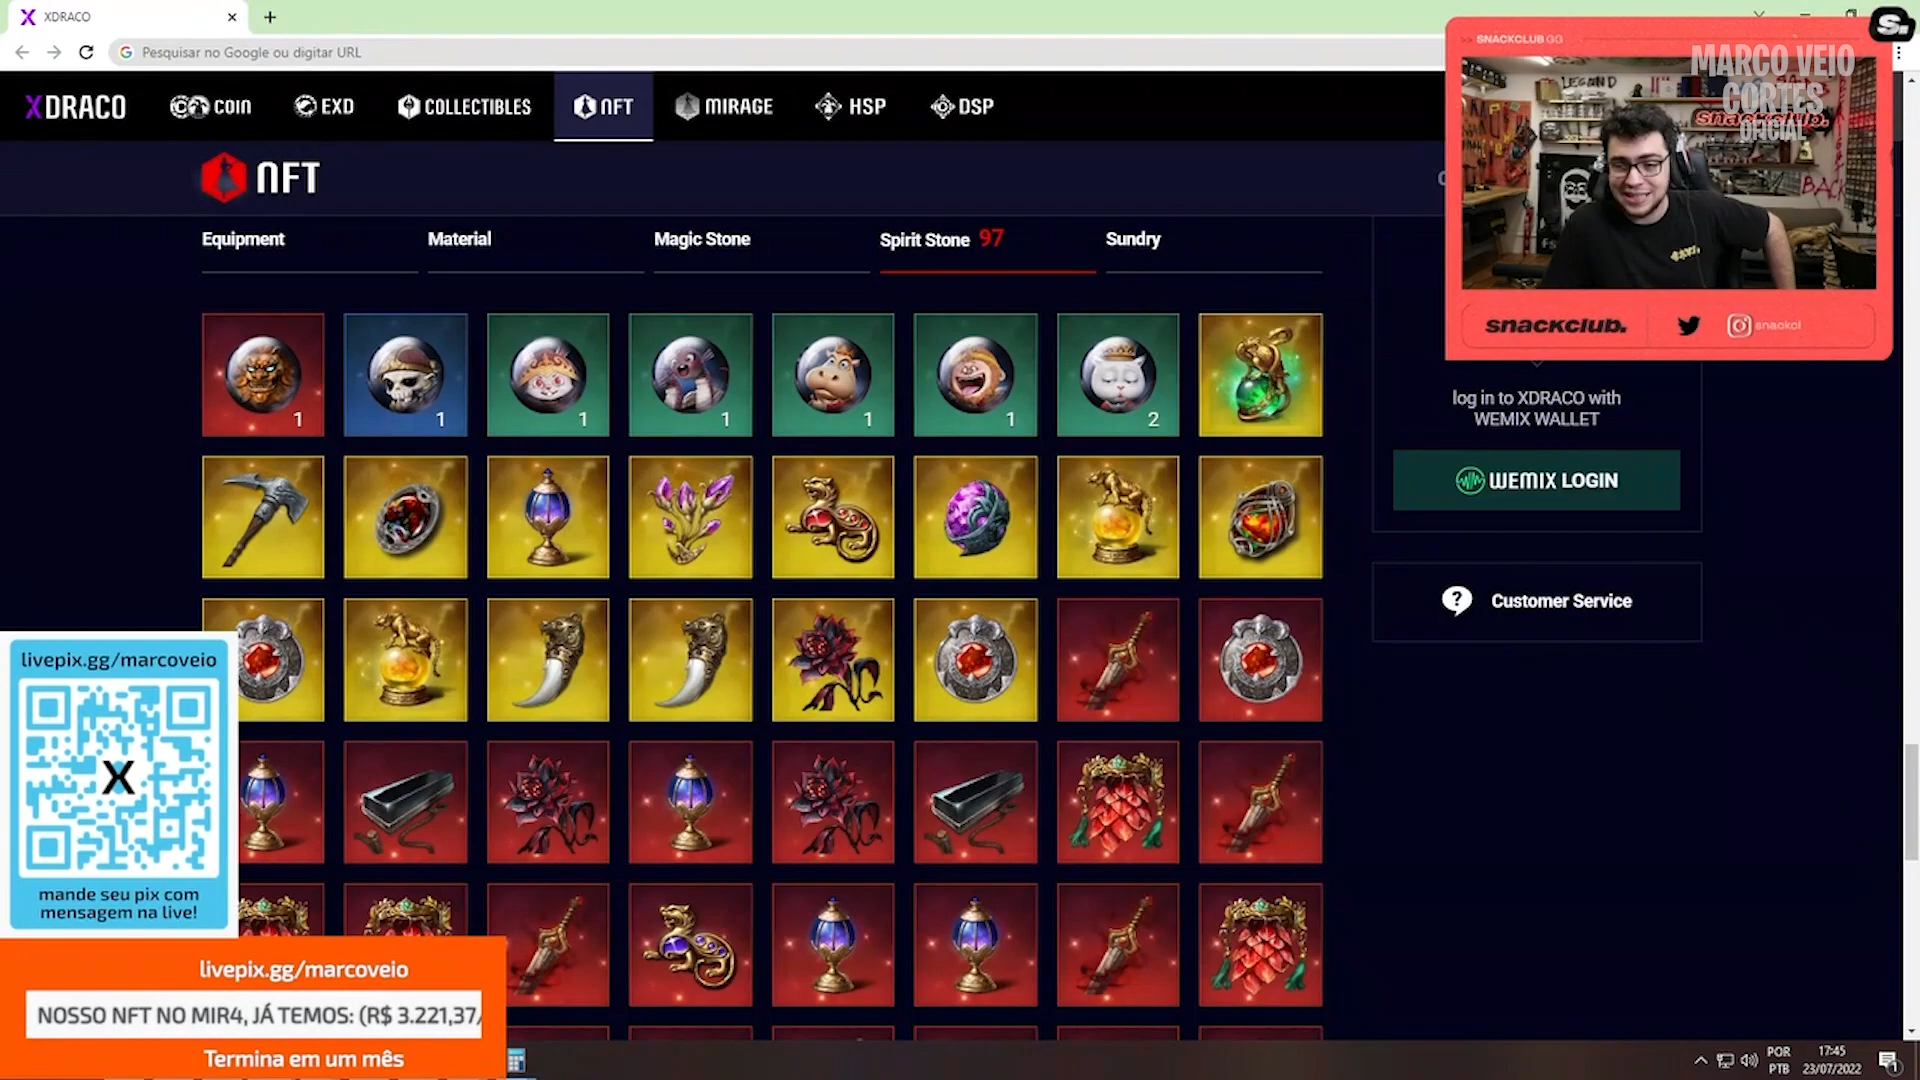 XDRACO
Pesquisar no Google ou digitar URL
XDRACO
COIN
EXD
COLLECTIBLES
NFT
MIRAGE
HSP
DSP
NFT
Equipment
Material
Magic Stone
Spirit Stone 97
Sundry
1
1
1
1
1
1
2
>> SNACKCLUB GG
S.
MARCO VEIO
CORTES
OFICIAL
snackclub.
LEGAND
BACK
snackclub.
snackcl
log in to XDRACO with
WEMIX WALLET
WEMIX LOGIN
? Customer Service
livepix.gg/marcoveio
X
mande seu pix com
mensagem na live!
livepix.gg/marcoveio
NOSSO NFT NO MIR4, JÁ TEMOS: (R$ 3.221,37/
Termina em um mês
POR
PTB
17:45
23/07/2022
1